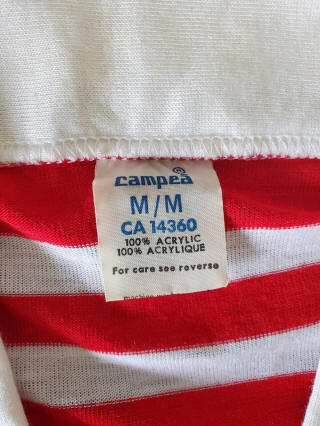 campea®
M/M
CA 14360
100% ACRYLIC
100% ACRYLIQUE
For care see reverse